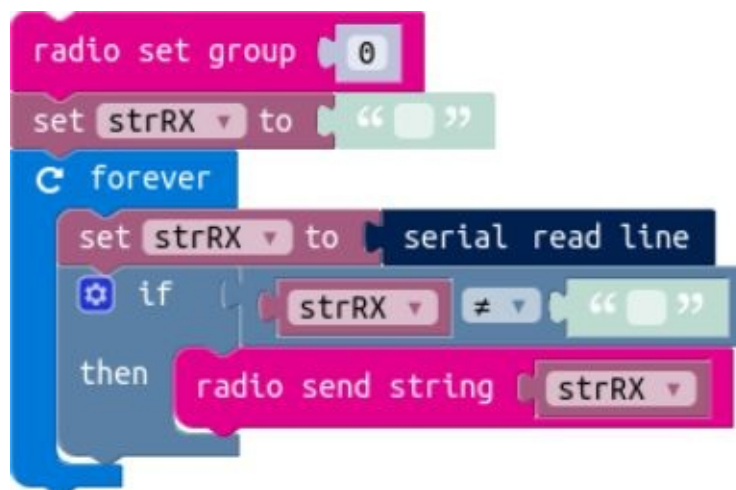 radio set group 0
set strRX ▾ to “ ”
forever
set strRX ▾ to serial read line
if strRX ▾ ≠ ▾ “ ”
then radio send string strRX ▾